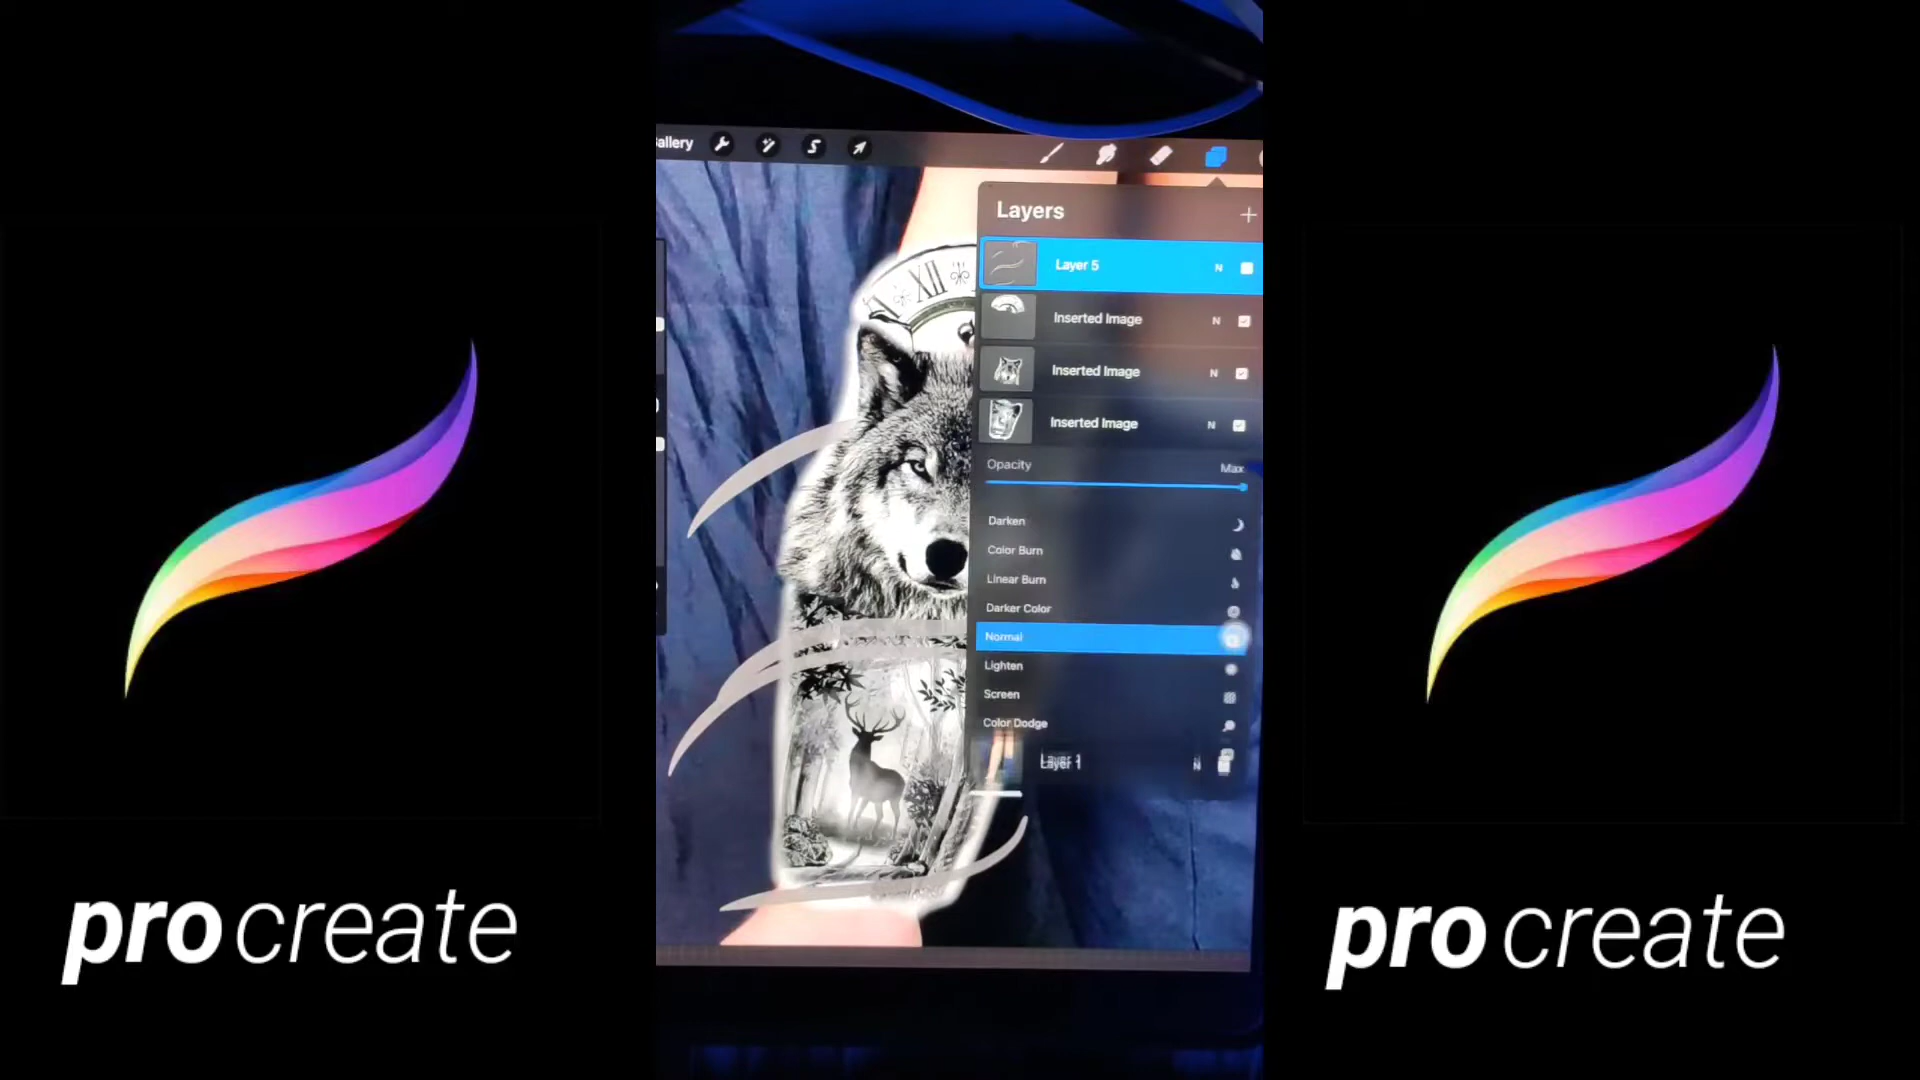 allery
Layers
Layer 5 N
Inserted Image N
Inserted Image N
Inserted Image N
Opacity Max
Darken
Color Burn
Linear Burn
Darker Color
Normal
Lighten
Screen
Color Dodge
Layer 1 N
XII
procreate
procreate